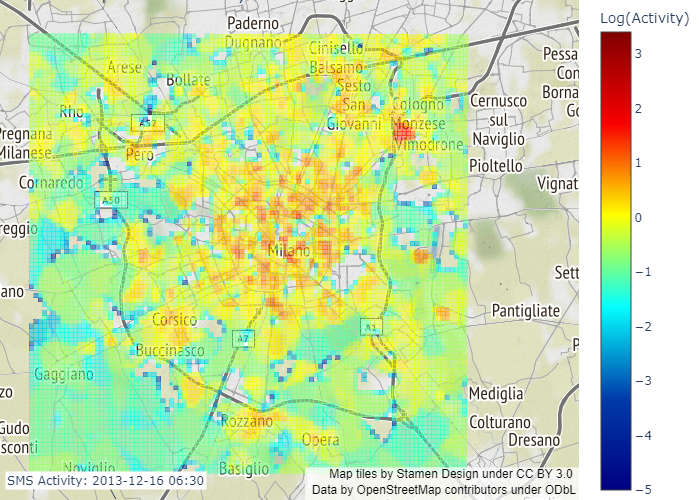 Paderno
Dugnano
Log(Activity)
Cinisello
Balsamo
Arese
Bollate
Sesto
San
Giovanni
Pessa
Con
Borna
Go
Rho
A52
Cologno
Monzese
Cernusco
sul
Naviglio
Pregnana
Milanese
Pero
Vimodrone
Pioltello
Cornaredo
Vignat
A50
reggio
Milano
Sett
ano
Pantigliate
Corsico
A7
A1
Buccinasco
P
Gaggiano
zo
Mediglia
Rozzano
Colturano
Gudo
sconti
Opera
Dresano
Noviglio
Basiglio
SMS Activity: 2013-12-16 06:30
Map tiles by Stamen Design under CC BY 3.0
Data by OpenStreetMap contributors under ODbL
3
2
1
0
−1
−2
−3
−4
−5